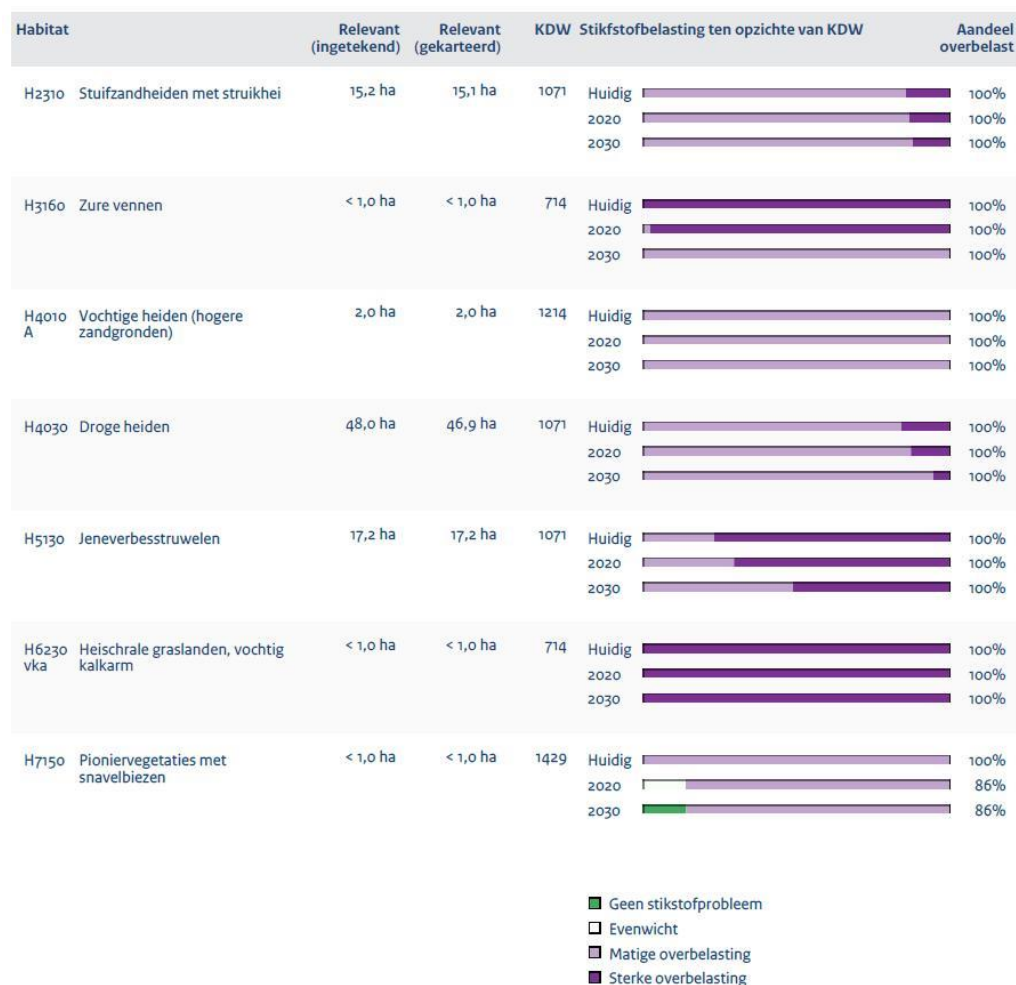 Habitat Relevant Relevant KDW Stikfstofbelasting ten opzichte van KDW Aandeel
(ingetekend) (gekarteerd) overbelast
H2310 Stuifzandheiden met struikhei 15,2 ha 15,1 ha 1071 Huidig 100%
2020 100%
2030 100%
H3160 Zure vennen < 1,0 ha < 1,0 ha 714 Huidig 100%
2020 100%
2030 100%
H4010 Vochtige heiden (hogere 2,0 ha 2,0 ha 1214 Huidig 100%
A zandgronden)
2020 100%
2030 100%
H4030 Droge heiden 48,0 ha 46,9 ha 1071 Huidig 100%
2020 100%
2030 100%
H5130 Jeneverbesstruwelen 17,2 ha 17,2 ha 1071 Huidig 100%
2020 100%
2030 100%
H6230 Heischrale graslanden, vochtig < 1,0 ha < 1,0 ha 714 Huidig 100%
vka kalkarm
2020 100%
2030 100%
H7150 Pioniervegetaties met < 1,0 ha < 1,0 ha 1429 Huidig 100%
snavelbiezen
2020 86%
2030 86%
Geen stikstofprobleem
Evenwicht
Matige overbelasting
Sterke overbelasting